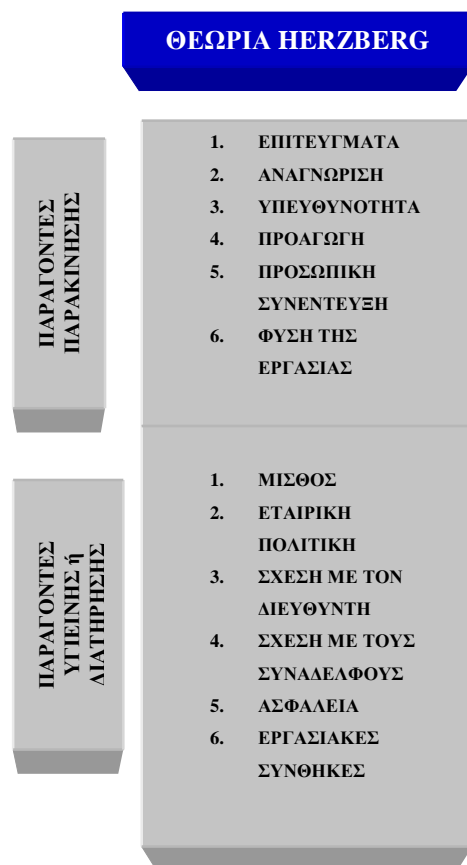 ΘΕΩΡΙΑ HERZBERG
ΠΑΡΑΓΟΝΤΕΣ
ΠΑΡΑΚΙΝΗΣΗΣ
1. ΕΠΙΤΕΥΓΜΑΤΑ
2. ΑΝΑΓΝΩΡΙΣΗ
3. ΥΠΕΥΘΥΝΟΤΗΤΑ
4. ΠΡΟΑΓΩΓΗ
5. ΠΡΟΣΩΠΙΚΗ
ΣΥΝΕΝΤΕΥΞΗ
6. ΦΥΣΗ ΤΗΣ
ΕΡΓΑΣΙΑΣ
ΠΑΡΑΓΟΝΤΕΣ
ΥΓΙΕΙΝΗΣ ή
ΔΙΑΤΗΡΗΣΗΣ
1. ΜΙΣΘΟΣ
2. ΕΤΑΙΡΙΚΗ
ΠΟΛΙΤΙΚΗ
3. ΣΧΕΣΗ ΜΕ ΤΟΝ
ΔΙΕΥΘΥΝΤΗ
4. ΣΧΕΣΗ ΜΕ ΤΟΥΣ
ΣΥΝΑΔΕΛΦΟΥΣ
5. ΑΣΦΑΛΕΙΑ
6. ΕΡΓΑΣΙΑΚΕΣ
ΣΥΝΘΗΚΕΣ